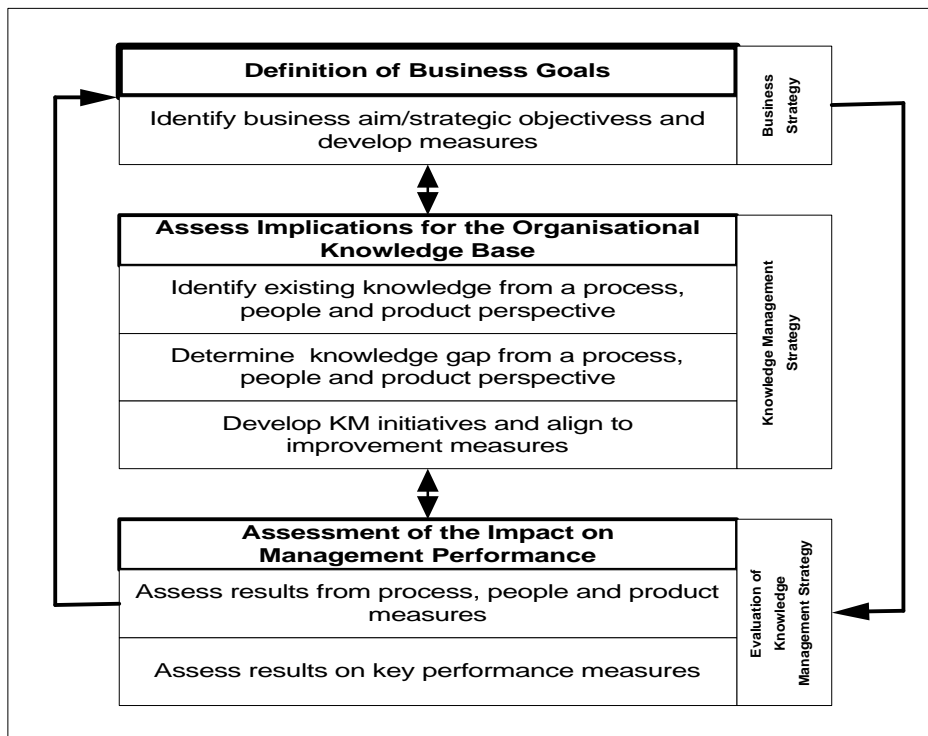 Definition of Business Goals
Identify business aim/strategic objectivess and
develop measures
Business
Strategy
Assess Implications for the Organisational
Knowledge Base
Identify existing knowledge from a process,
people and product perspective
Determine knowledge gap from a process,
people and product perspective
Develop KM initiatives and align to
improvement measures
Knowledge Management
Strategy
Assessment of the Impact on
Management Performance
Assess results from process, people and product
measures
Assess results on key performance measures
Evaluation of
Knowledge
Management Strategy